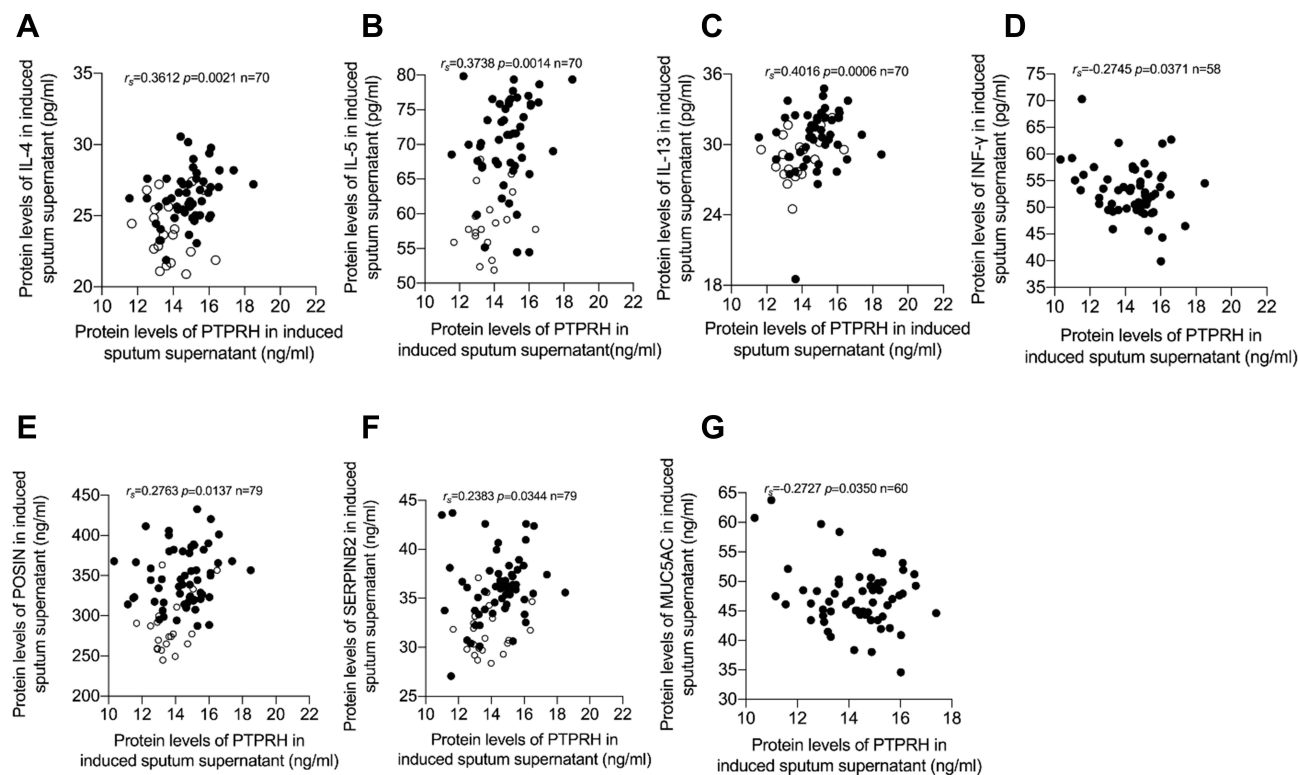 A
B
C
D
r_s=0.3612 p=0.0021 n=70
Protein levels of IL-4 in induced
sputum supernatant (pg/ml)
35
30
25
20
10 12 14 16 18 20 22
Protein levels of PTPRH in induced
sputum supernatant (ng/ml)
r_s=0.3738 p=0.0014 n=70
Protein levels of IL-5 in induced
sputum supernatant (pg/ml)
80
75
70
65
60
55
50
10 12 14 16 18 20 22
Protein levels of PTPRH in
induced sputum supernatant(ng/ml)
r_s=0.4016 p=0.0006 n=70
Protein levels of IL-13 in induced
sputum supernatant (pg/ml)
36
30
24
18
10 12 14 16 18 20 22
Protein levels of PTPRH in induced
sputum supernatant (ng/ml)
r_s=-0.2745 p=0.0371 n=58
Protein levels of INF-γ in induced
sputum supernatant (pg/ml)
75
70
65
60
55
50
45
40
35
10 12 14 16 18 20 22
Protein levels of PTPRH in
induced sputum supernatant (ng/ml)
E
F
G
r_s=0.2763 p=0.0137 n=79
Protein levels of POSIN in induced
sputum supernatant (ng/ml)
450
400
350
300
250
200
10 12 14 16 18 20 22
Protein levels of PTPRH in
induced sputum supernatant (ng/ml)
r_s=0.2383 p=0.0344 n=79
Protein levels of SERPINB2 in induced
sputum supernatant (ng/ml)
45
40
35
30
25
10 12 14 16 18 20 22
Protein levels of PTPRH in
induced sputum supernatant (ng/ml)
r_s=-0.2727 p=0.0350 n=60
Protein levels of MUC5AC in induced
sputum supernatant (ng/ml)
65
60
55
50
45
40
35
30
10 12 14 16 18
Protein levels of PTPRH in
induced sputum supernatant (ng/ml)